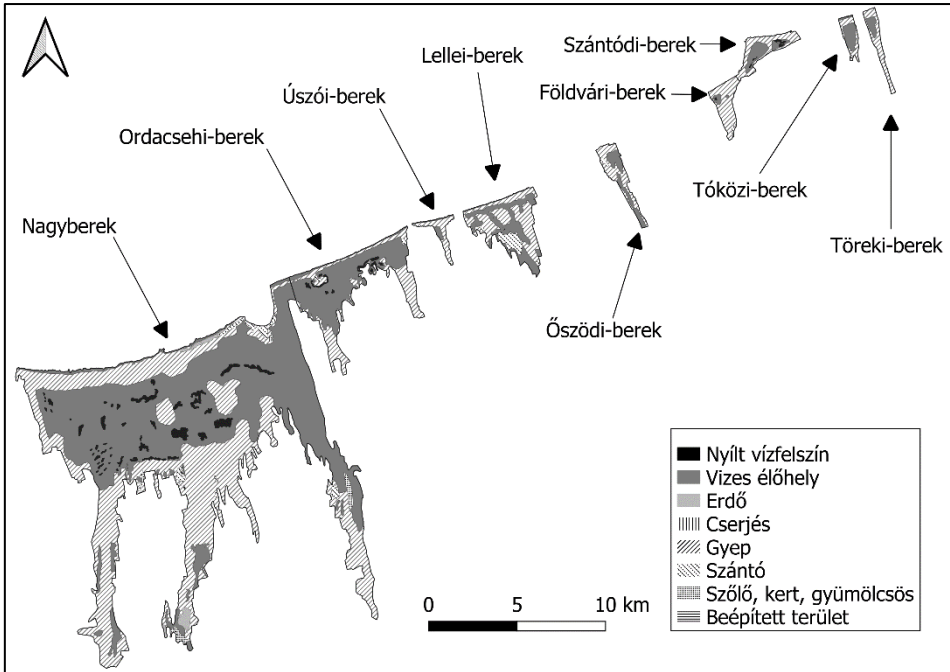 Szántódi-berek
Lellei-berek
Földvári-berek
Úszói-berek
Ordacsehi-berek
Tóközi-berek
Nagyberek
Töreki-berek
Őszödi-berek
Nyílt vízfelszín
Vizes élőhely
Erdő
Cserjés
Gyep
Szántó
Szőlő, kert, gyümölcsös
Beépített terület
0 5 10 km